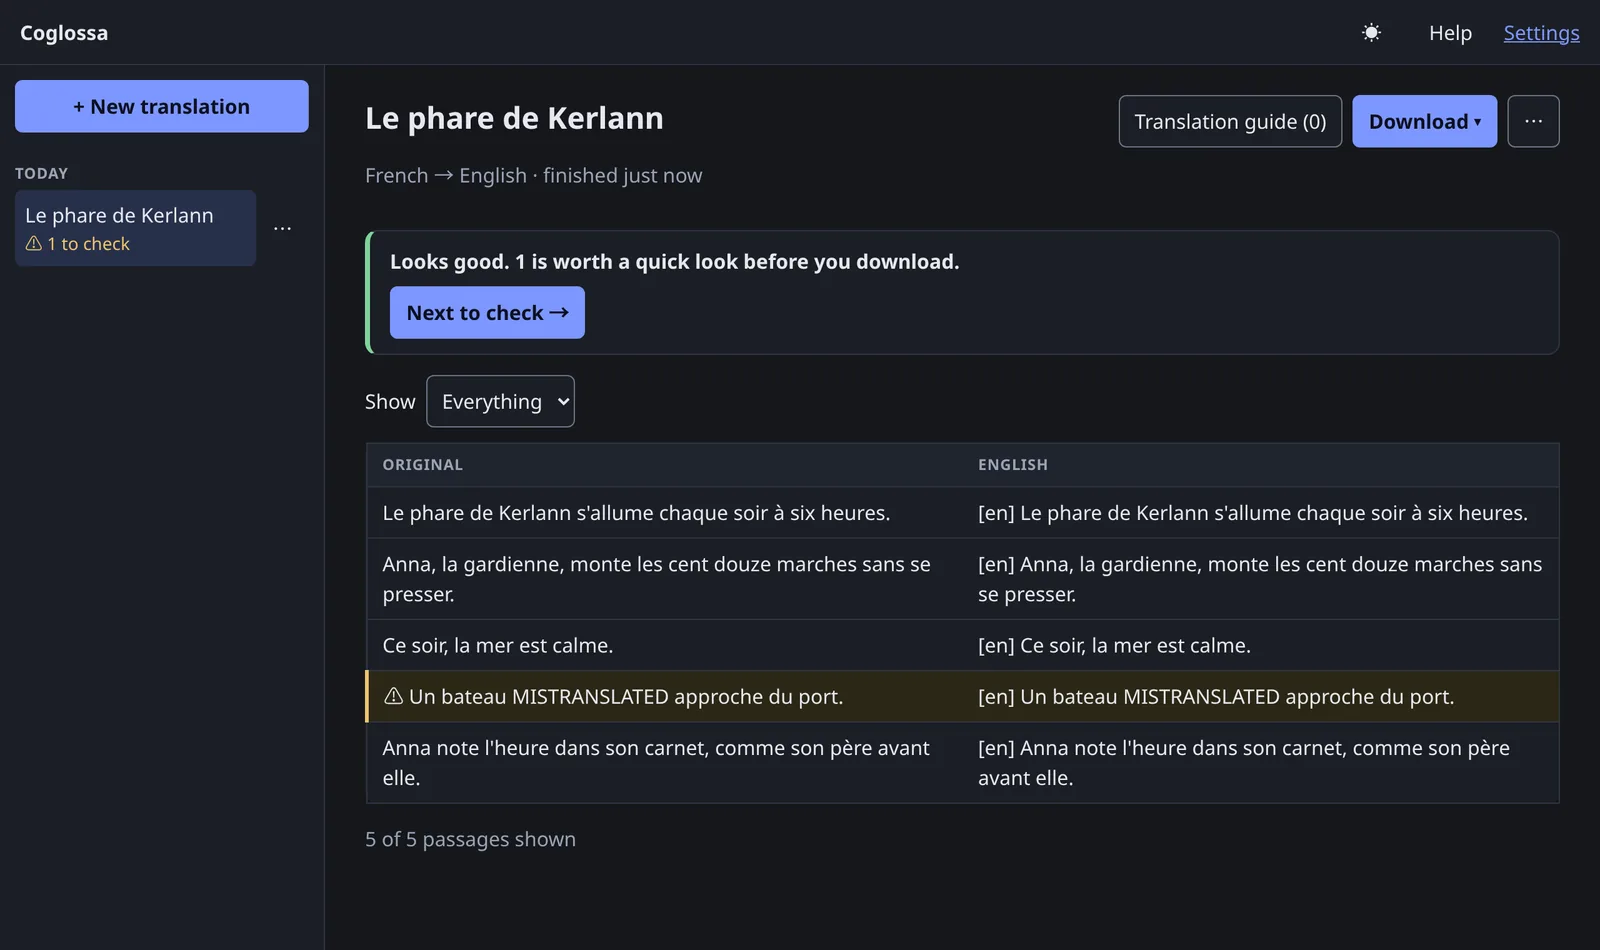 Coglossa
Help
Settings
+ New translation
TODAY
Le phare de Kerlann
⚠ 1 to check
...
Le phare de Kerlann
Translation guide (0)
Download ▾
...
French → English · finished just now
Looks good. 1 is worth a quick look before you download.
Next to check →
Show
Everything
ORIGINAL
ENGLISH
Le phare de Kerlann s'allume chaque soir à six heures.
[en] Le phare de Kerlann s'allume chaque soir à six heures.
Anna, la gardienne, monte les cent douze marches sans se
presser.
[en] Anna, la gardienne, monte les cent douze marches sans
se presser.
Ce soir, la mer est calme.
[en] Ce soir, la mer est calme.
⚠ Un bateau MISTRANSLATED approche du port.
[en] Un bateau MISTRANSLATED approche du port.
Anna note l'heure dans son carnet, comme son père avant
elle.
[en] Anna note l'heure dans son carnet, comme son père
avant elle.
5 of 5 passages shown